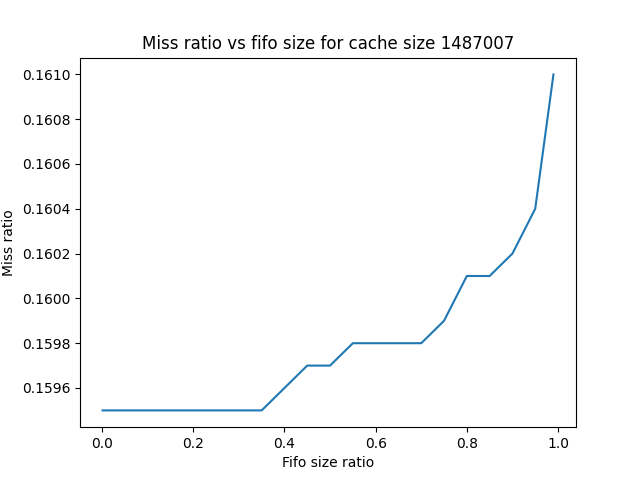 Miss ratio vs fifo size for cache size 1487007
0.1610
0.1608
0.1606
0.1604
0.1602
0.1600
0.1598
0.1596
Miss ratio
0.0 0.2 0.4 0.6 0.8 1.0
Fifo size ratio